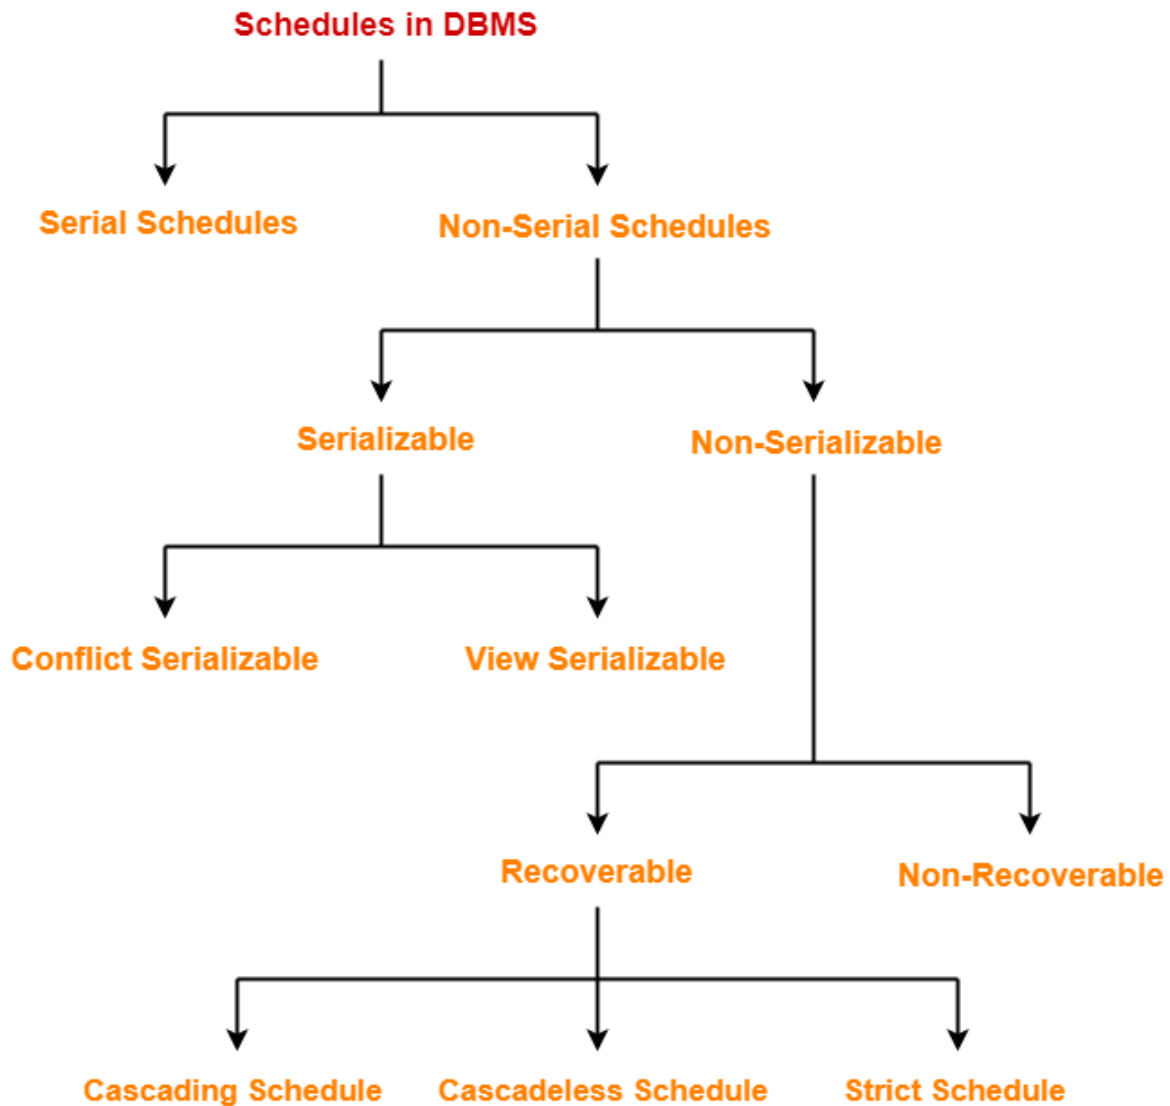 Schedules in DBMS
Serial Schedules
Non-Serial Schedules
Serializable
Non-Serializable
Conflict Serializable
View Serializable
Recoverable
Non-Recoverable
Cascading Schedule
Cascadeless Schedule
Strict Schedule